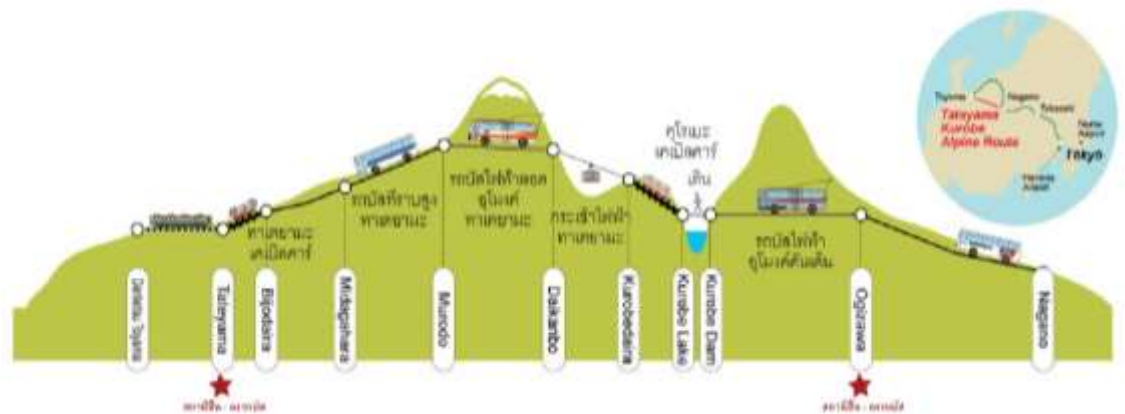 Toyama
Nagano
Takasaki
Tateyama
Kurobe
Alpine Route
Narita
Airport
Tokyo
Haneda
Airport
คุโรเบะ
เคเบิลคาร์
เดิน
รถบัสที่ราบสูง
ทาเตยามะ
รถบัสไฟฟ้าลอด
อุโมงค์
ทาเตยามะ
กระเช้าไฟฟ้า
ทาเตยามะ
ทาเตยามะ
เคเบิลคาร์
รถบัสไฟฟ้า
อุโมงค์คันเด็น
Dentetsu Toyama
Tateyama
Bijodaira
Midagahara
Murodo
Daikanbo
Kurobedaira
Kurobe Lake
Kurobe Dam
Ogizawa
Nagano